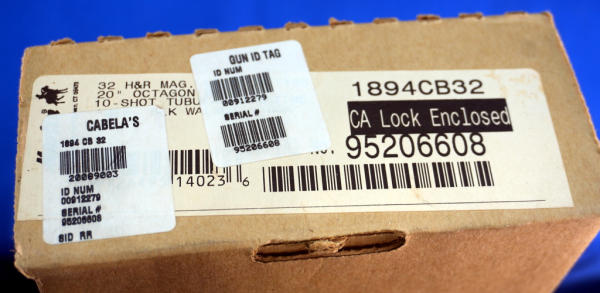 32 H&R MAG.
20" OCTAGON
10-SHOT TUBU
K WA
1894CB32
CA Lock Enclosed
95206608
14023 6
GUN ID TAG
ID NUM
00912279
SERIAL #
95206608
CABELA'S
1894 CB 32
20089003
ID NUM
00912279
SERIAL #
95206608
SID RR